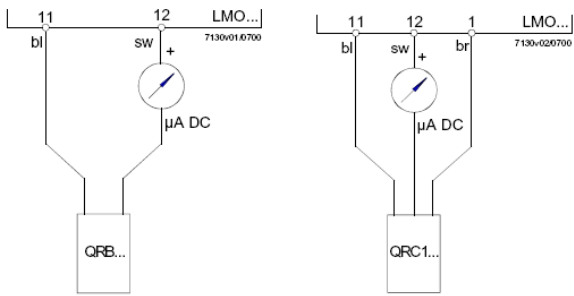 11 12 LMO...
7130v01/0700
bl sw +
µA DC
QRB...
11 12 1 LMO...
7130v02/0700
bl sw + br
µA DC
QRC1...